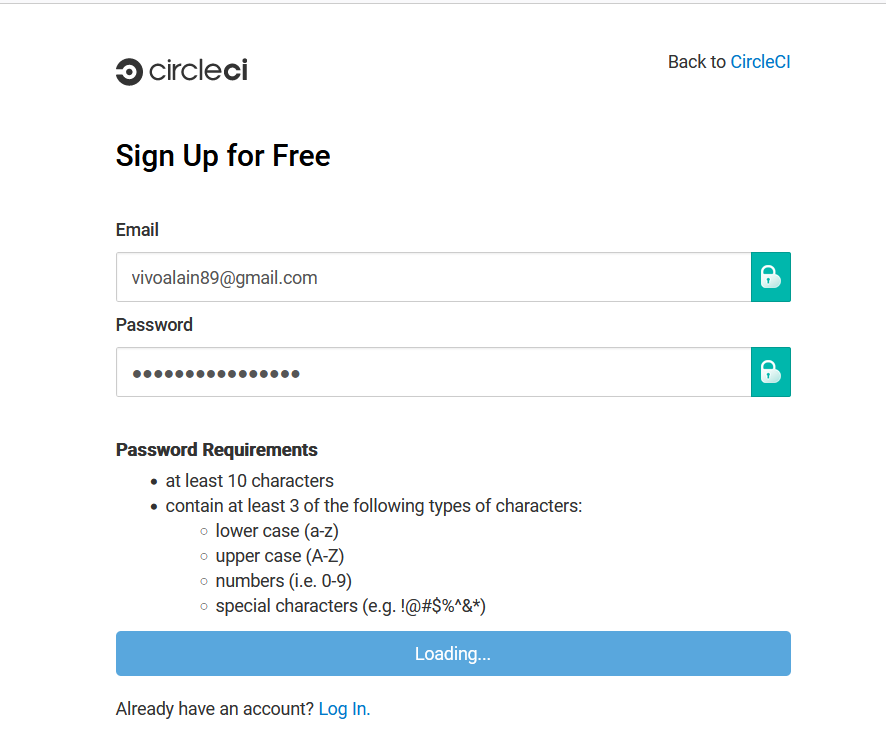 circleci
Back to CircleCI
Sign Up for Free
Email
vivoalain89@gmail.com
Password
••••••••••••••••
Password Requirements
• at least 10 characters
• contain at least 3 of the following types of characters:
○ lower case (a-z)
○ upper case (A-Z)
○ numbers (i.e. 0-9)
○ special characters (e.g. !@#$%^&*)
Loading...
Already have an account? Log In.